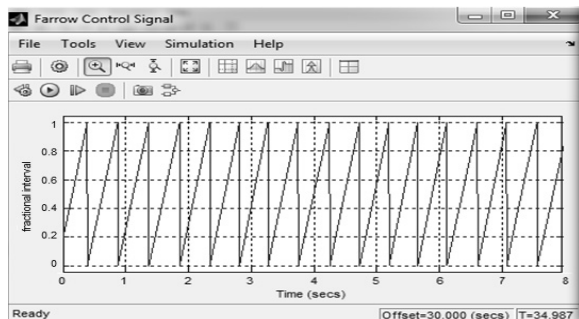 Farrow Control Signal
File Tools View Simulation Help
fractional interval
1
0.8
0.6
0.4
0.2
0
0 1 2 3 4 5 6 7 8
Time (secs)
Ready Offset=30.000 (secs) T=34.987